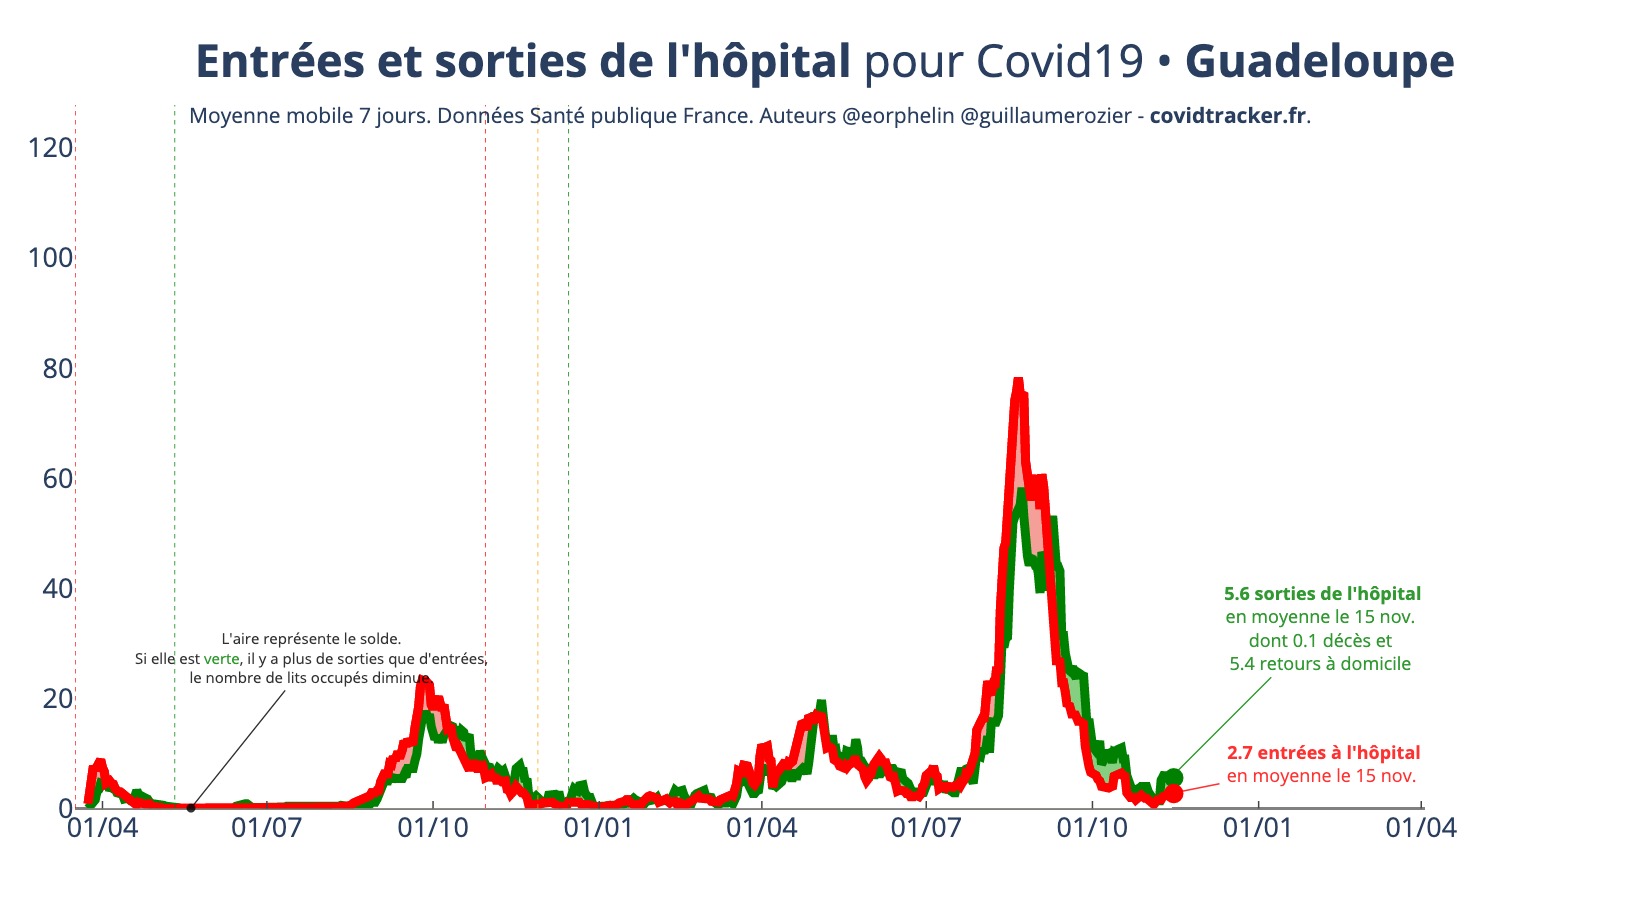 Entrées et sorties de l'hôpital pour Covid19 • Guadeloupe
Moyenne mobile 7 jours. Données Santé publique France. Auteurs @eorphelin @guillaumerozier - covidtracker.fr.
120
100
80
60
40
20
0
L'aire représente le solde.
Si elle est verte, il y a plus de sorties que d'entrées,
le nombre de lits occupés diminue.
5.6 sorties de l'hôpital
en moyenne le 15 nov.
dont 0.1 décès et
5.4 retours à domicile
2.7 entrées à l'hôpital
en moyenne le 15 nov.
01/04 01/07 01/10 01/01 01/04 01/07 01/10 01/01 01/04